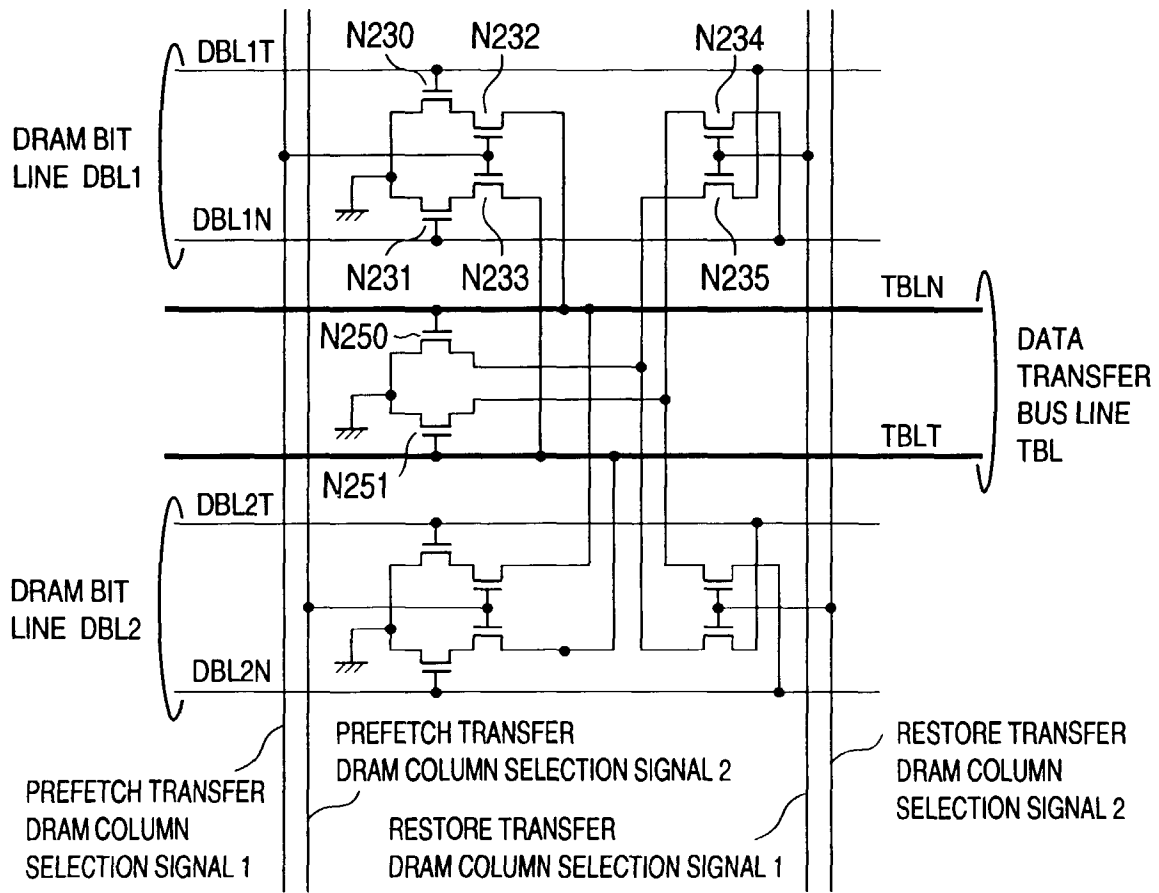 N230
N232
N234
DBL1T
DRAM BIT
LINE DBL1
DBL1N
N231
N233
N235
TBLN
N250
DATA
TRANSFER
BUS LINE
TBL
TBLT
N251
DBL2T
DRAM BIT
LINE DBL2
DBL2N
PREFETCH TRANSFER
DRAM COLUMN SELECTION SIGNAL 2
RESTORE TRANSFER
DRAM COLUMN
SELECTION SIGNAL 2
PREFETCH TRANSFER
DRAM COLUMN
SELECTION SIGNAL 1
RESTORE TRANSFER
DRAM COLUMN SELECTION SIGNAL 1